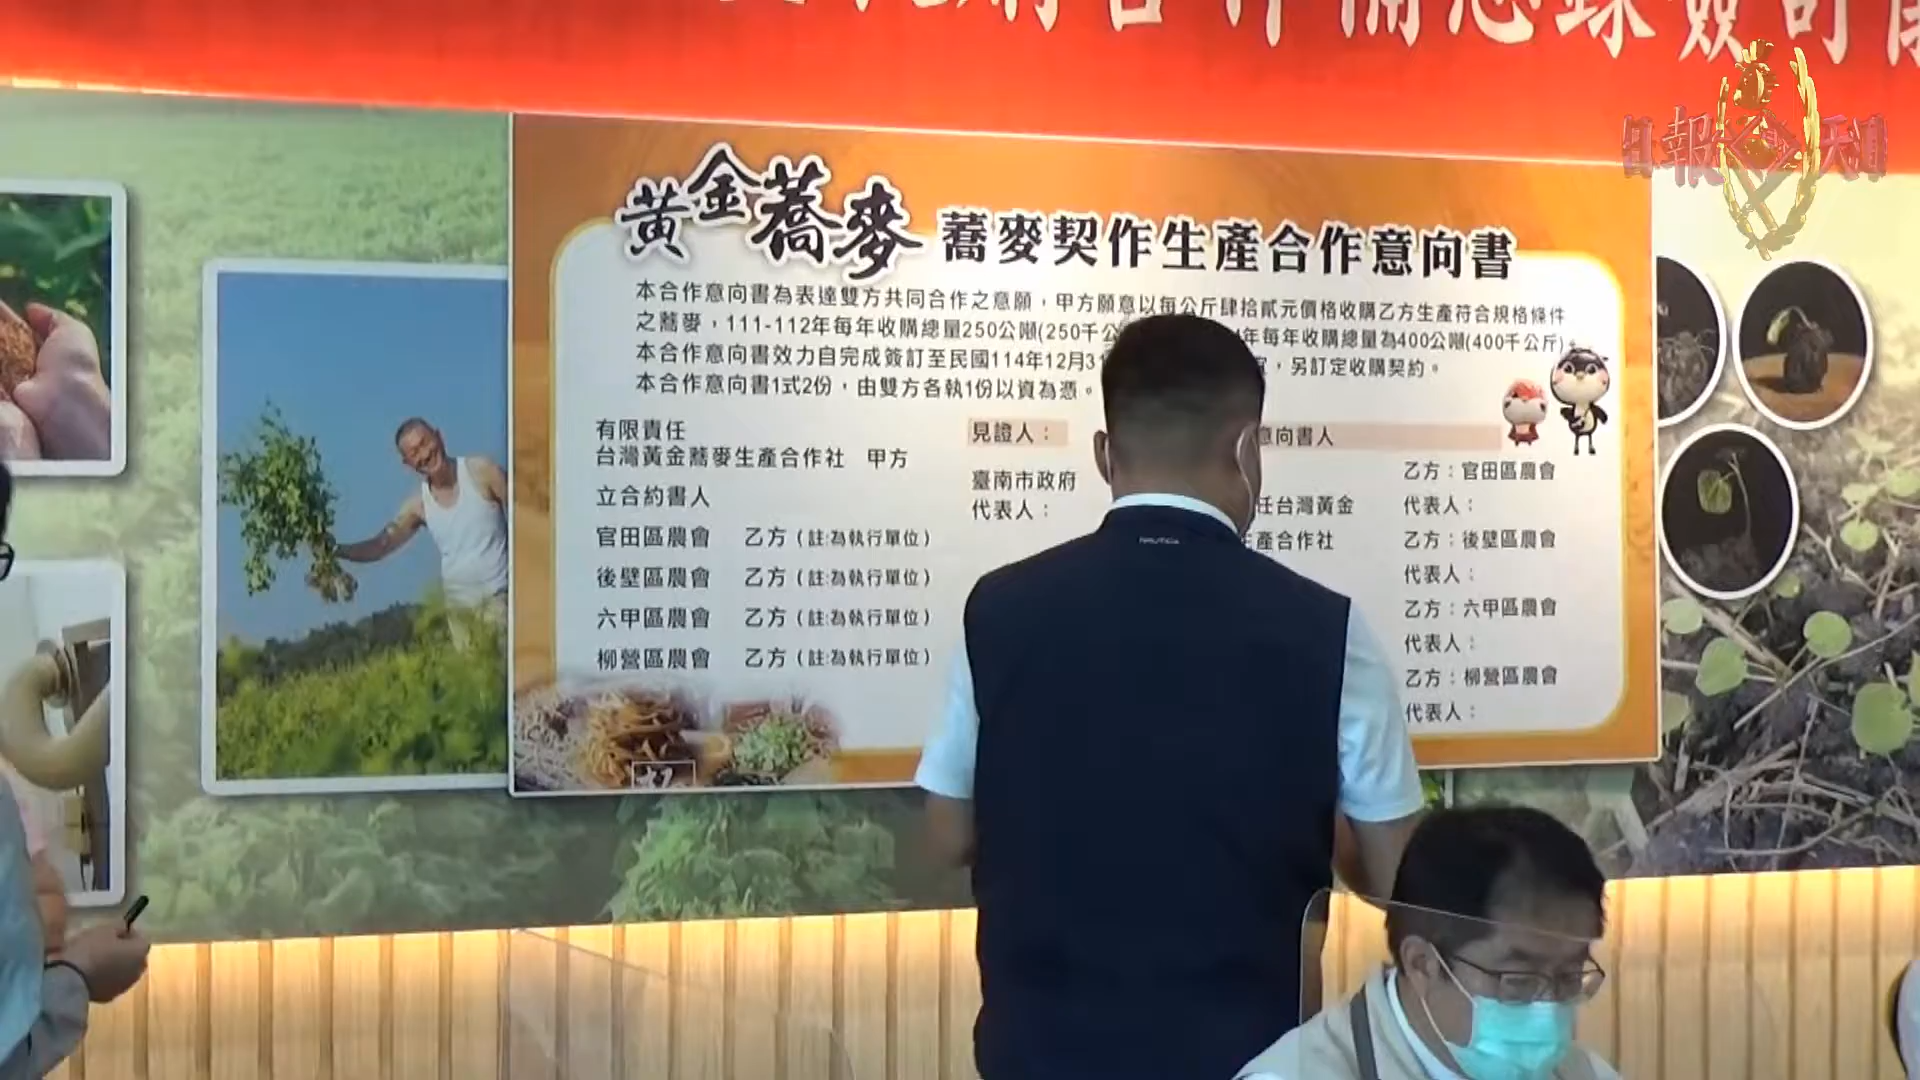 合作備忘錄簽訂
日報 天眼
黃金蕎麥 蕎麥契作生產合作意向書
本合作意向書為表達雙方共同合作之意願，甲方願意以每公斤肆拾貳元價格收購乙方生產符合規格條件
之蕎麥，111-112年每年收購總量250公噸(250千公 年每年收購總量為400公噸(400千公斤)。
本合作意向書效力自完成簽訂至民國114年12月31 宜，另訂定收購契約。
本合作意向書1式2份，由雙方各執1份以資為憑。
有限責任
台灣黃金蕎麥生產合作社 甲方
立合約書人
官田區農會 乙方（註:為執行單位）
後壁區農會 乙方（註:為執行單位）
六甲區農會 乙方（註:為執行單位）
柳營區農會 乙方（註:為執行單位）
見證人：
臺南市政府
代表人：
意向書人
任台灣黃金
生產合作社
乙方：官田區農會
代表人：
乙方：後壁區農會
代表人：
乙方：六甲區農會
代表人：
乙方：柳營區農會
代表人：
NAUTICA